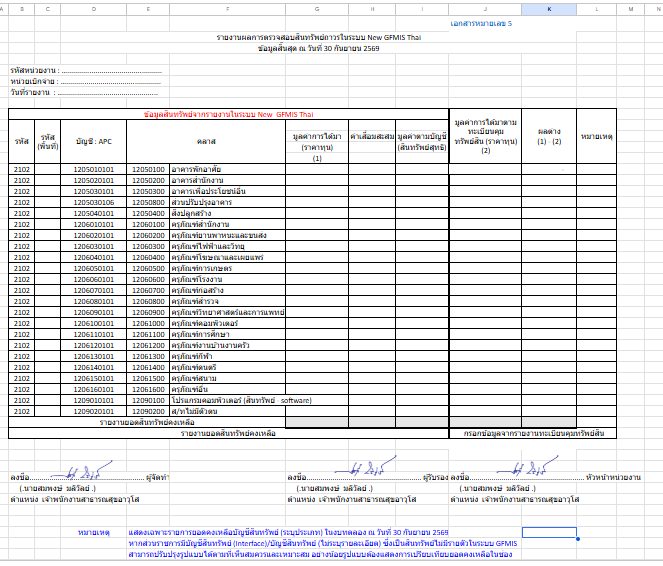 A B C D E F G H I J K L M N
เอกสารหมายเลข 5
รายงานผลการตรวจสอบสินทรัพย์ถาวรในระบบ New GFMIS Thai
ข้อมูลสิ้นสุด ณ วันที่ 30 กันยายน 2569
รหัสหน่วยงาน :
หน่วยเบิกจ่าย :
วันที่รายงาน :
ข้อมูลสินทรัพย์จากรายงานในระบบ New GFMIS Thai
รหัส รหัส (พื้นที่) บัญชี : APC คลาส มูลค่าการได้มา (ราคาทุน) (1) ค่าเสื่อมสะสม มูลค่าตามบัญชี (สินทรัพย์สุทธิ) มูลค่าการได้มาตามทะเบียนคุมทรัพย์สิน (ราคาทุน) (2) ผลต่าง (1) - (2) หมายเหตุ
2102 1205010101 12050100 อาคารพักอาศัย
2102 1205020101 12050200 อาคารสำนักงาน
2102 1205030101 12050300 อาคารเพื่อประโยชน์อื่น
2102 1205030106 12050800 ส่วนปรับปรุงอาคาร
2102 1205040101 12050400 สิ่งปลูกสร้าง
2102 1206010101 12060100 ครุภัณฑ์สำนักงาน
2102 1206020101 12060200 ครุภัณฑ์ยานพาหนะและขนส่ง
2102 1206030101 12060300 ครุภัณฑ์ไฟฟ้าและวิทยุ
2102 1206040101 12060400 ครุภัณฑ์โฆษณาและเผยแพร่
2102 1206050101 12060500 ครุภัณฑ์การเกษตร
2102 1206060101 12060600 ครุภัณฑ์โรงงาน
2102 1206070101 12060700 ครุภัณฑ์ก่อสร้าง
2102 1206080101 12060800 ครุภัณฑ์สำรวจ
2102 1206090101 12060900 ครุภัณฑ์วิทยาศาสตร์และการแพทย์
2102 1206100101 12061000 ครุภัณฑ์คอมพิวเตอร์
2102 1206110101 12061100 ครุภัณฑ์การศึกษา
2102 1206120101 12061200 ครุภัณฑ์งานบ้านงานครัว
2102 1206130101 12061300 ครุภัณฑ์กีฬา
2102 1206140101 12061400 ครุภัณฑ์ดนตรี
2102 1206150101 12061500 ครุภัณฑ์สนาม
2102 1206160101 12061600 ครุภัณฑ์อื่น
2102 1209010101 12090100 โปรแกรมคอมพิวเตอร์ (สินทรัพย์ - software)
2102 1209020101 12090200 ส/ทไม่มีตัวตน
รายงานยอดสินทรัพย์คงเหลือ
รายงานยอดสินทรัพย์คงเหลือ กรอกข้อมูลจากรายงานทะเบียนคุมทรัพย์สิน
ลงชื่อ ผู้จัดทำ ลงชื่อ ผู้รับรอง ลงชื่อ หัวหน้าหน่วยงาน
(.นายสมพงษ์ มลิวัลย์ .) (.นายสมพงษ์ มลิวัลย์ .) (.นายสมพงษ์ มลิวัลย์ .)
ตำแหน่ง เจ้าพนักงานสาธารณสุขอาวุโส ตำแหน่ง เจ้าพนักงานสาธารณสุขอาวุโส ตำแหน่ง เจ้าพนักงานสาธารณสุขอาวุโส
หมายเหตุ แสดงเฉพาะรายการยอดคงเหลือบัญชีสินทรัพย์ (ระบุประเภท) ในงบทดลอง ณ วันที่ 30 กันยายน 2569
หากส่วนราชการมีบัญชีสินทรัพย์ (Interface)/บัญชีสินทรัพย์ (ไม่ระบุรายละเอียด) ซึ่งเป็นสินทรัพย์ไม่มีรายตัวในระบบ GFMIS
สามารถปรับปรุงรูปแบบได้ตามที่เห็นสมควรและเหมาะสม อย่างน้อยรูปแบบต้องแสดงการเปรียบเทียบยอดคงเหลือในช่อง